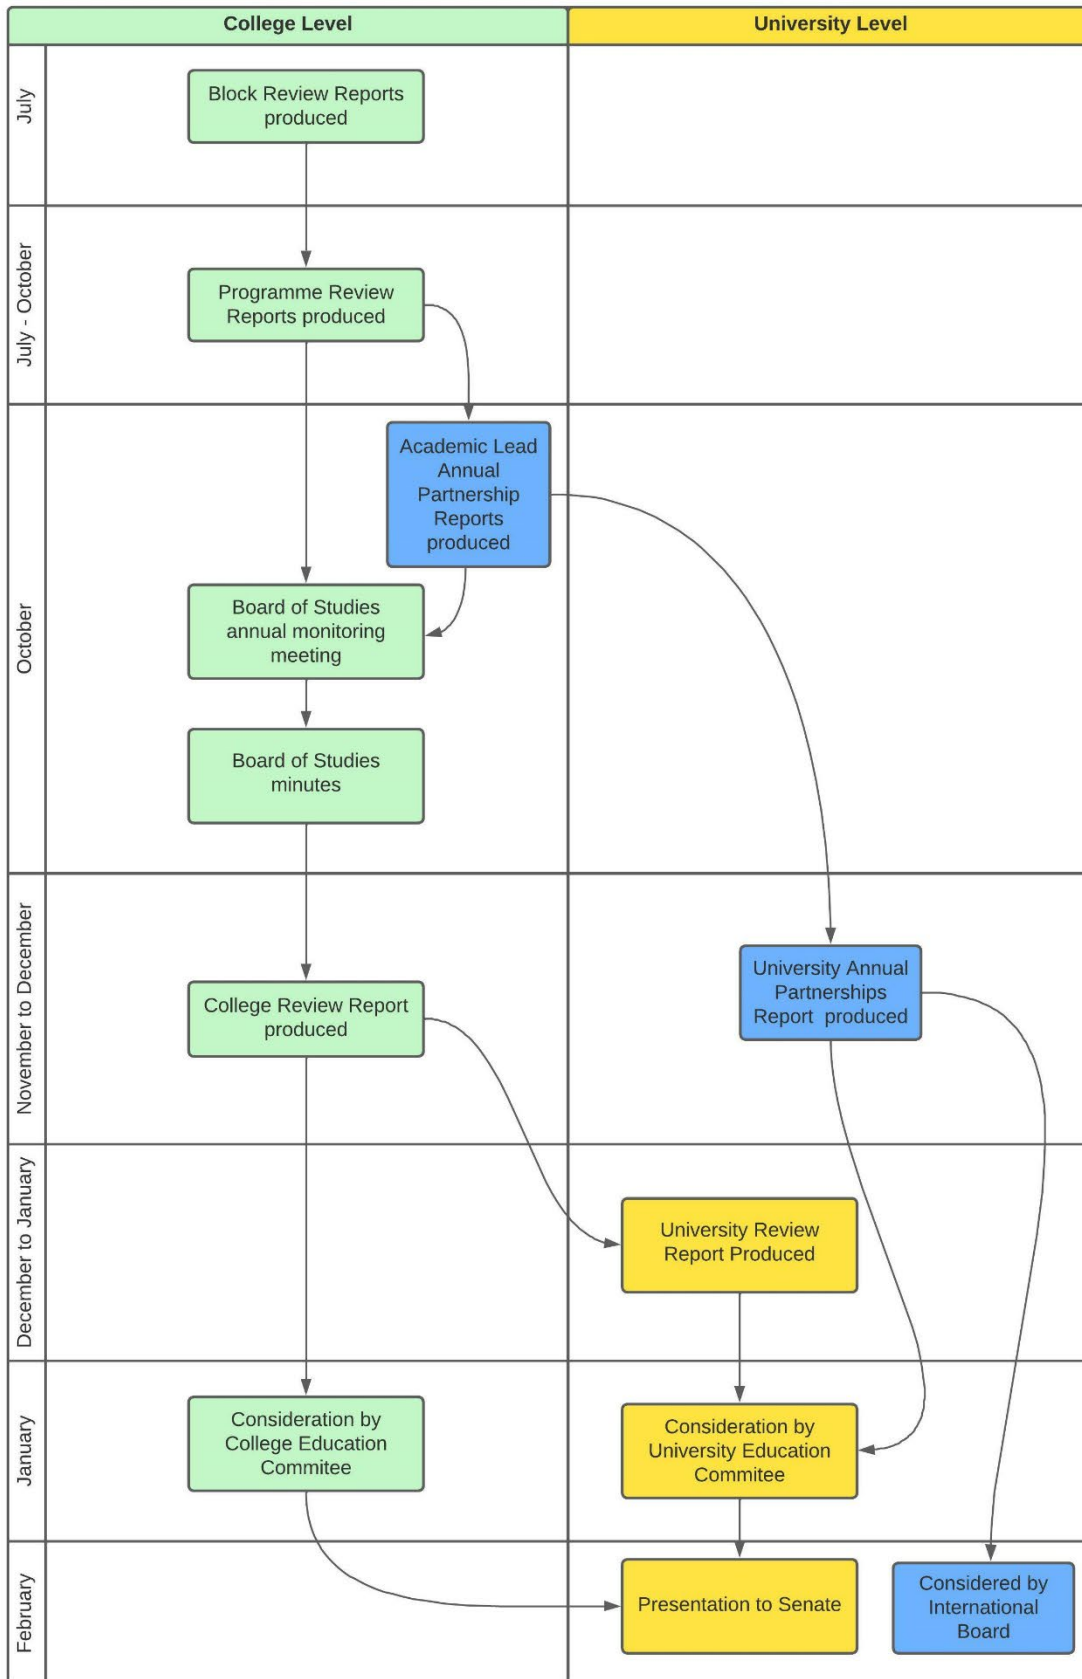 College Level
University Level
July
Block Review Reports
produced
July - October
Programme Review
Reports produced
October
Academic Lead
Annual
Partnership
Reports
produced
Board of Studies
annual monitoring
meeting
Board of Studies
minutes
November to December
University Annual
Partnerships
Report produced
College Review Report
produced
December to January
University Review
Report Produced
January
Consideration by
College Education
Commitee
Consideration by
University Education
Commitee
February
Presentation to Senate
Considered by
International
Board